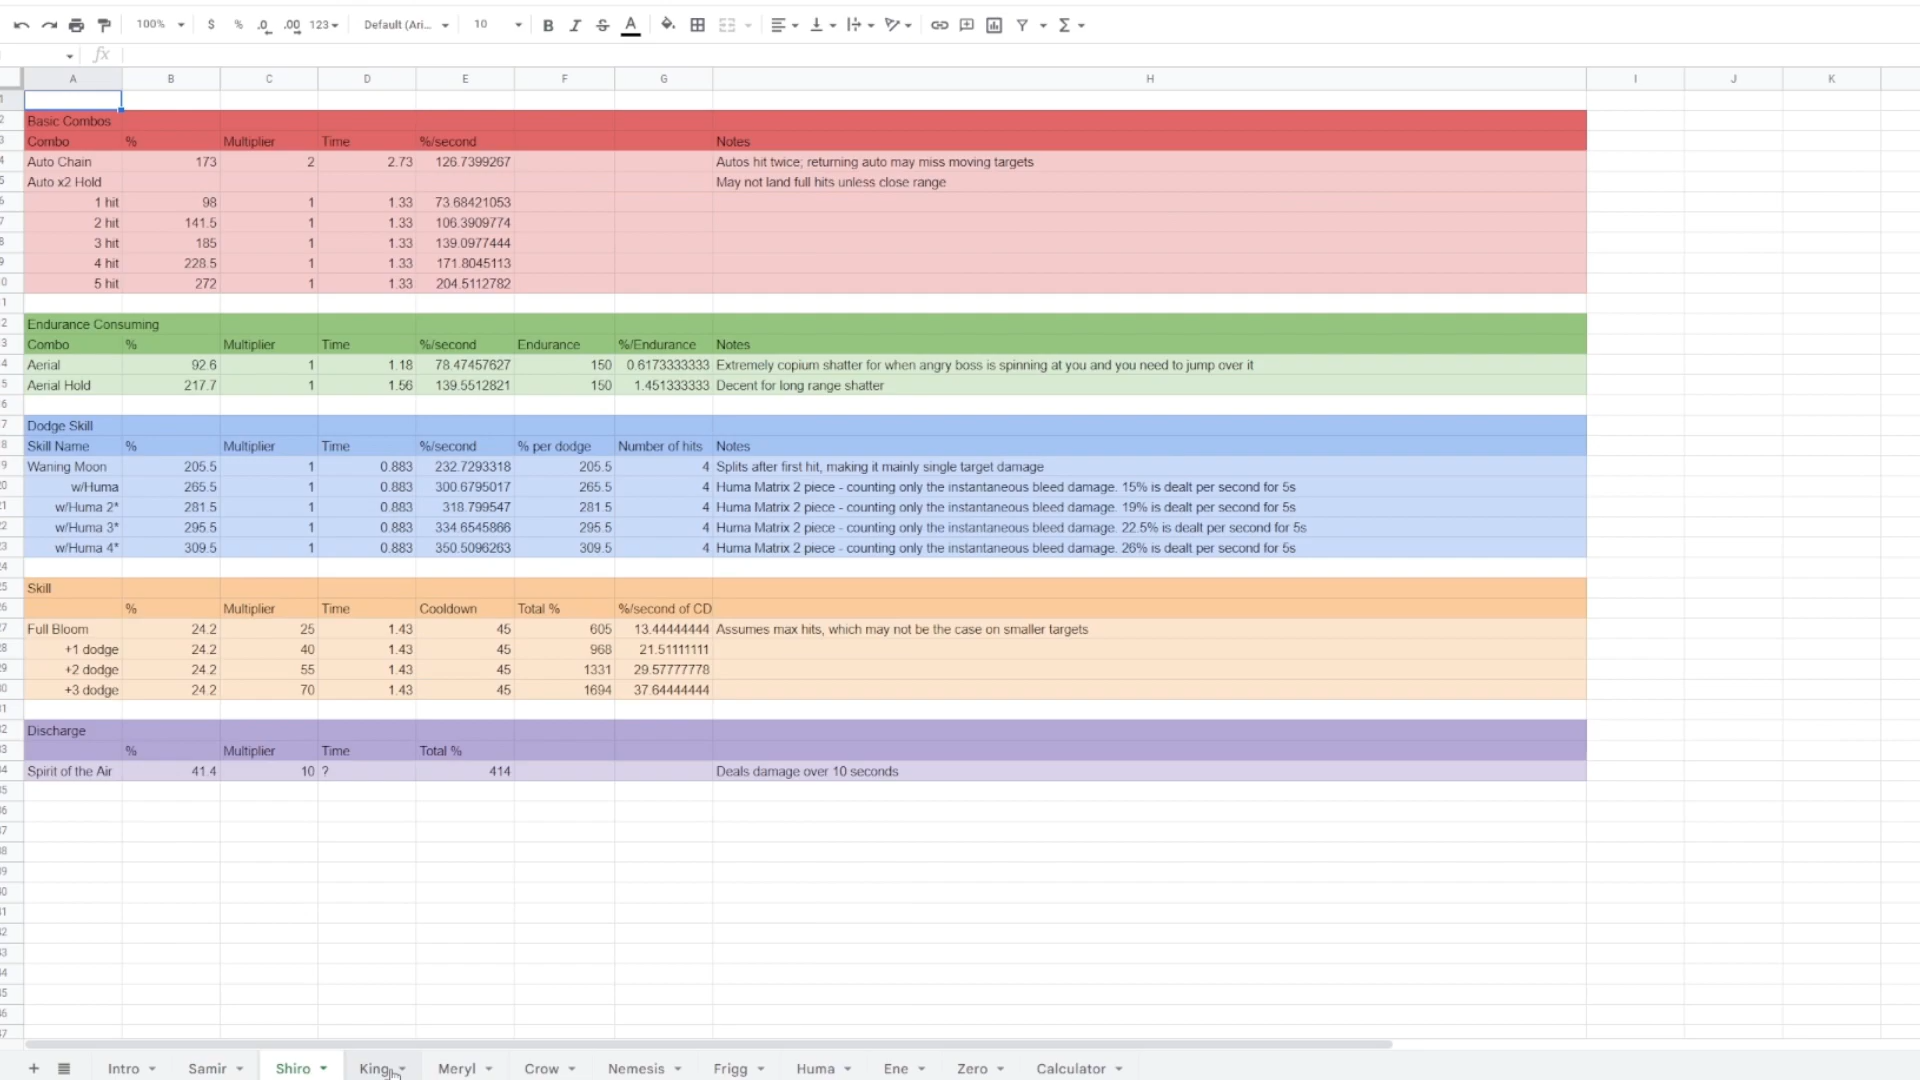 100% $ % .0 .00 123 Default (Ari... 10 B I S A Σ
fx
A B C D E F G H I J K
Basic Combos
Combo % Multiplier Time %/second Notes
Auto Chain 173 2 2.73 126.7399267 Autos hit twice; returning auto may miss moving targets
Auto x2 Hold May not land full hits unless close range
1 hit 98 1 1.33 73.68421053
2 hit 141.5 1 1.33 106.3909774
3 hit 185 1 1.33 139.0977444
4 hit 228.5 1 1.33 171.8045113
5 hit 272 1 1.33 204.5112782
Endurance Consuming
Combo % Multiplier Time %/second Endurance %/Endurance Notes
Aerial 92.6 1 1.18 78.47457627 150 0.6173333333 Extremely copium shatter for when angry boss is spinning at you and you need to jump over it
Aerial Hold 217.7 1 1.56 139.5512821 150 1.451333333 Decent for long range shatter
Dodge Skill
Skill Name % Multiplier Time %/second % per dodge Number of hits Notes
Waning Moon 205.5 1 0.883 232.7293318 205.5 4 Splits after first hit, making it mainly single target damage
w/Huma 265.5 1 0.883 300.6795017 265.5 4 Huma Matrix 2 piece - counting only the instantaneous bleed damage. 15% is dealt per second for 5s
w/Huma 2* 281.5 1 0.883 318.799547 281.5 4 Huma Matrix 2 piece - counting only the instantaneous bleed damage. 19% is dealt per second for 5s
w/Huma 3* 295.5 1 0.883 334.6545866 295.5 4 Huma Matrix 2 piece - counting only the instantaneous bleed damage. 22.5% is dealt per second for 5s
w/Huma 4* 309.5 1 0.883 350.5096263 309.5 4 Huma Matrix 2 piece - counting only the instantaneous bleed damage. 26% is dealt per second for 5s
Skill
% Multiplier Time Cooldown Total % %/second of CD
Full Bloom 24.2 25 1.43 45 605 13.44444444 Assumes max hits, which may not be the case on smaller targets
+1 dodge 24.2 40 1.43 45 968 21.51111111
+2 dodge 24.2 55 1.43 45 1331 29.57777778
+3 dodge 24.2 70 1.43 45 1694 37.64444444
Discharge
% Multiplier Time Total %
Spirit of the Air 41.4 10 ? 414 Deals damage over 10 seconds
+ Intro Samir Shiro King Meryl Crow Nemesis Frigg Huma Ene Zero Calculator